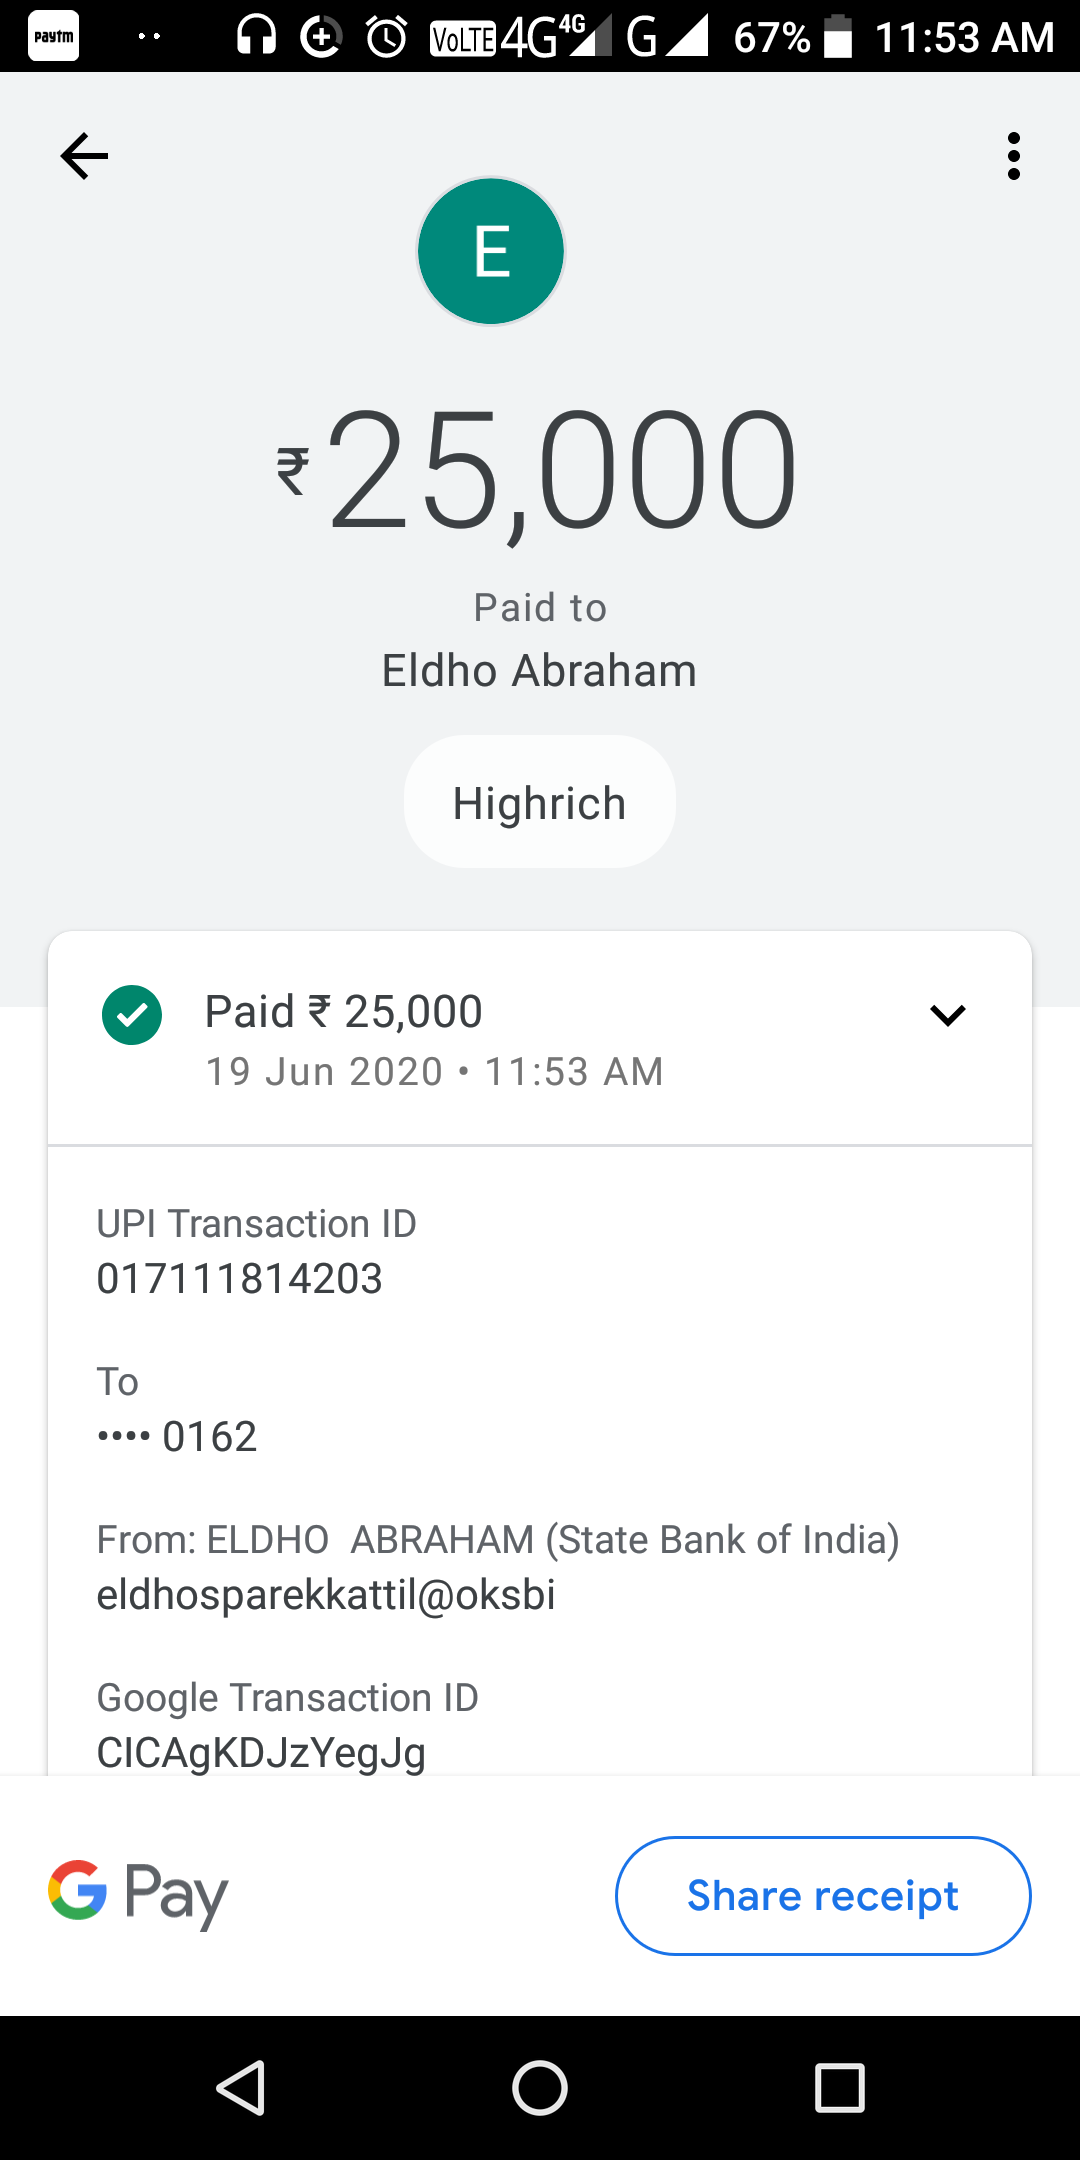 paytm
VoLTE 4G 4G G 67% 11:53 AM
E
₹25,000
Paid to
Eldho Abraham
Highrich
Paid ₹ 25,000
19 Jun 2020 • 11:53 AM
UPI Transaction ID
017111814203
To
•••• 0162
From: ELDHO  ABRAHAM (State Bank of India)
eldhosparekkattil@oksbi
Google Transaction ID
CICAgKDJzYegJg
G Pay
Share receipt